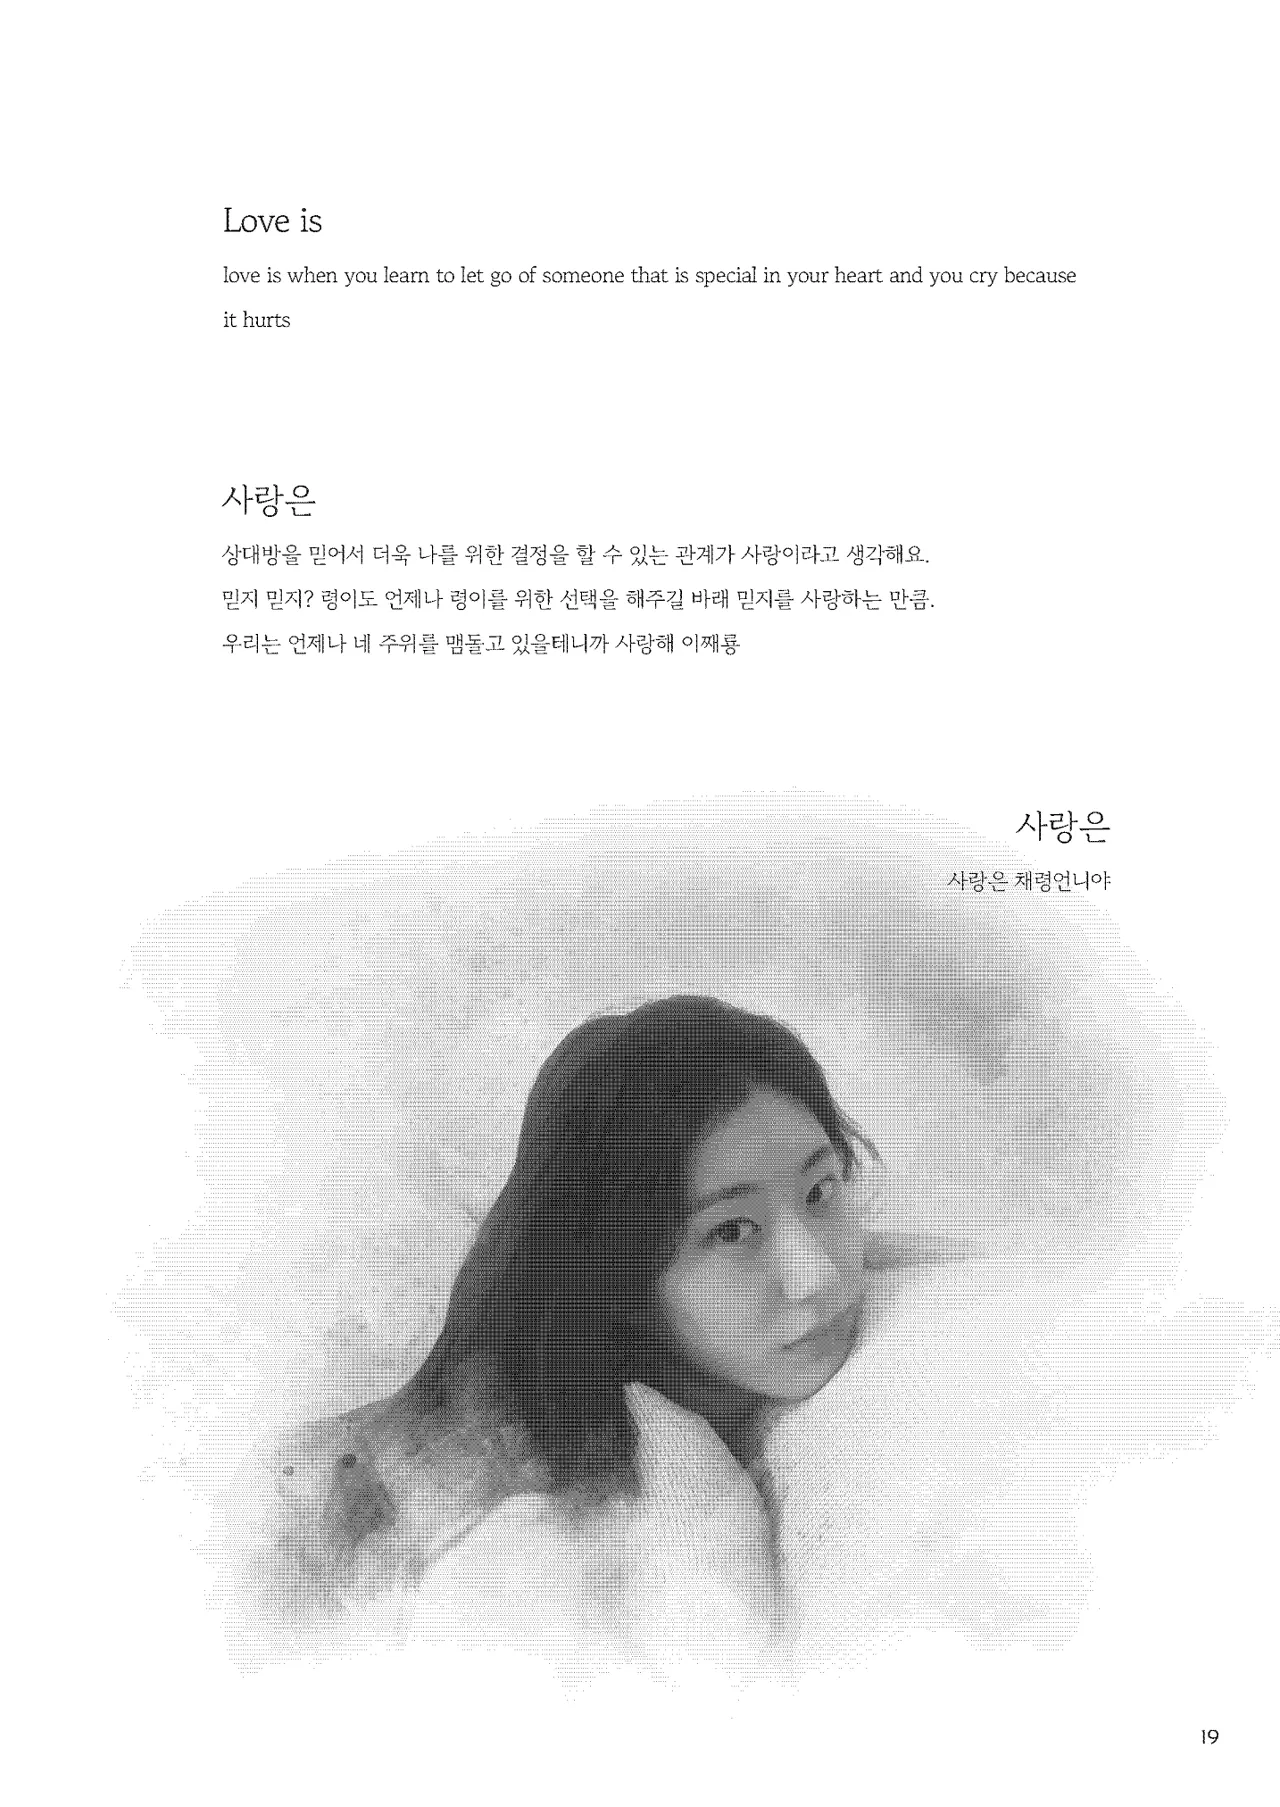 Love is
love is when you learn to let go of someone that is special in your heart and you cry because
it hurts
사랑은
상대방을 믿어서 더욱 나를 위한 결정을 할 수 있는 관계가 사랑이라고 생각해요.
믿지 믿지? 령이도 언제나 령이를 위한 선택을 해주길 바래 믿지를 사랑하는 만큼.
우리는 언제나 네 주위를 맴돌고 있을테니까 사랑해 이째룡
사랑은
사랑은 채령언니야
19